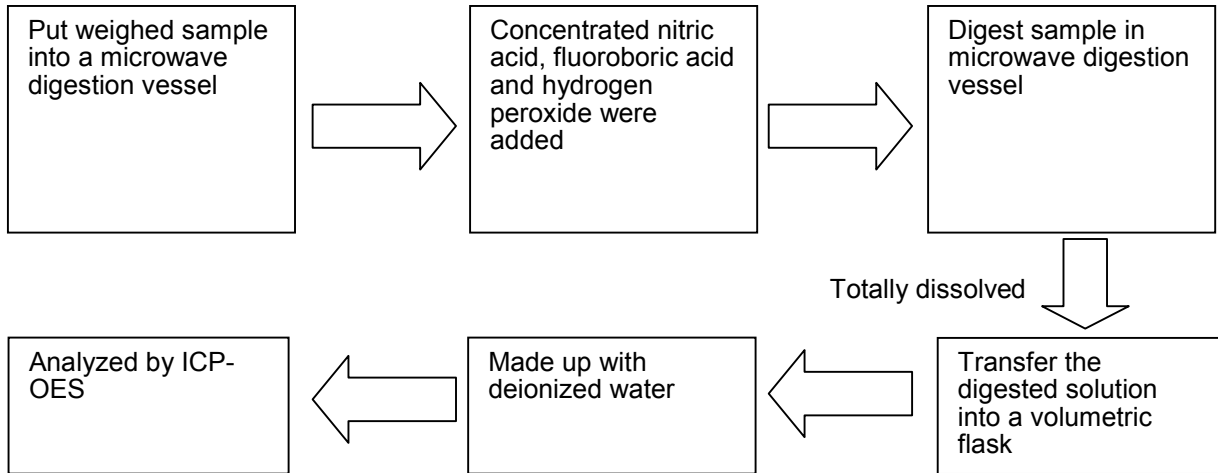 Put weighed sample
into a microwave
digestion vessel
Concentrated nitric
acid, fluoroboric acid
and hydrogen
peroxide were
added
Digest sample in
microwave digestion
vessel
Totally dissolved
Transfer the
digested solution
into a volumetric
flask
Made up with
deionized water
Analyzed by ICP-
OES